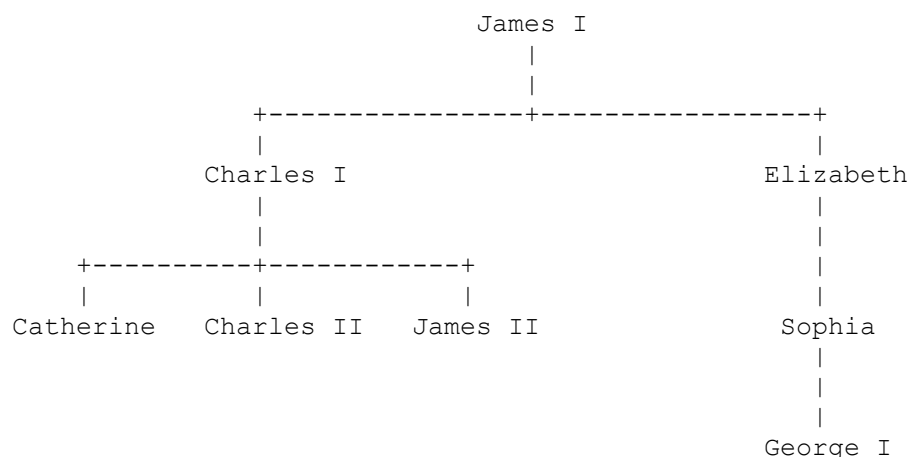 James I
Charles I Elizabeth
Catherine Charles II James II Sophia
George I